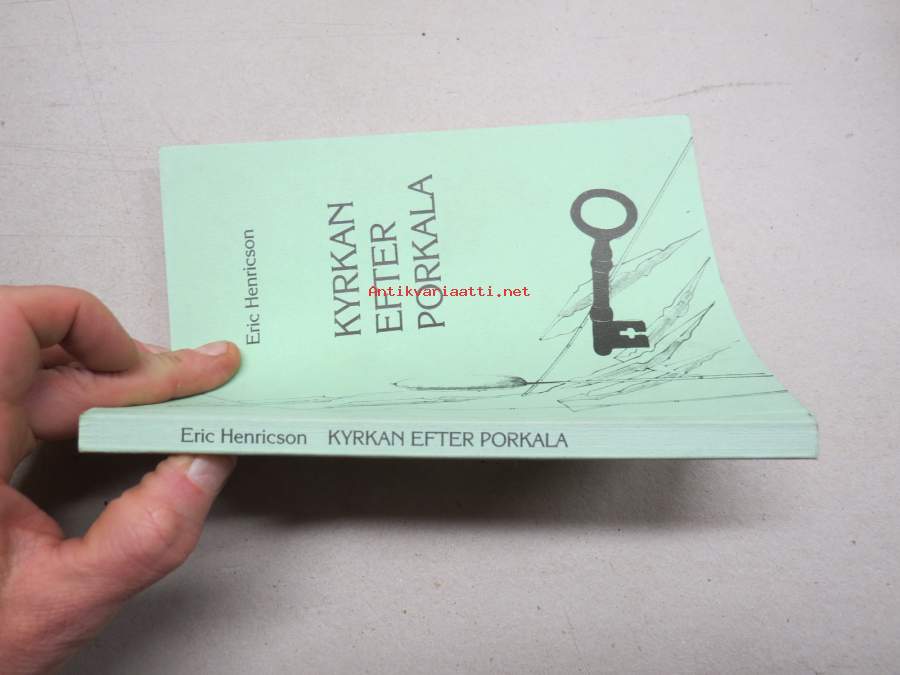 Eric Henricson
KYRKAN
EFTER
PORKALA
Antikvariaatti.net
Eric Henricson KYRKAN EFTER PORKALA